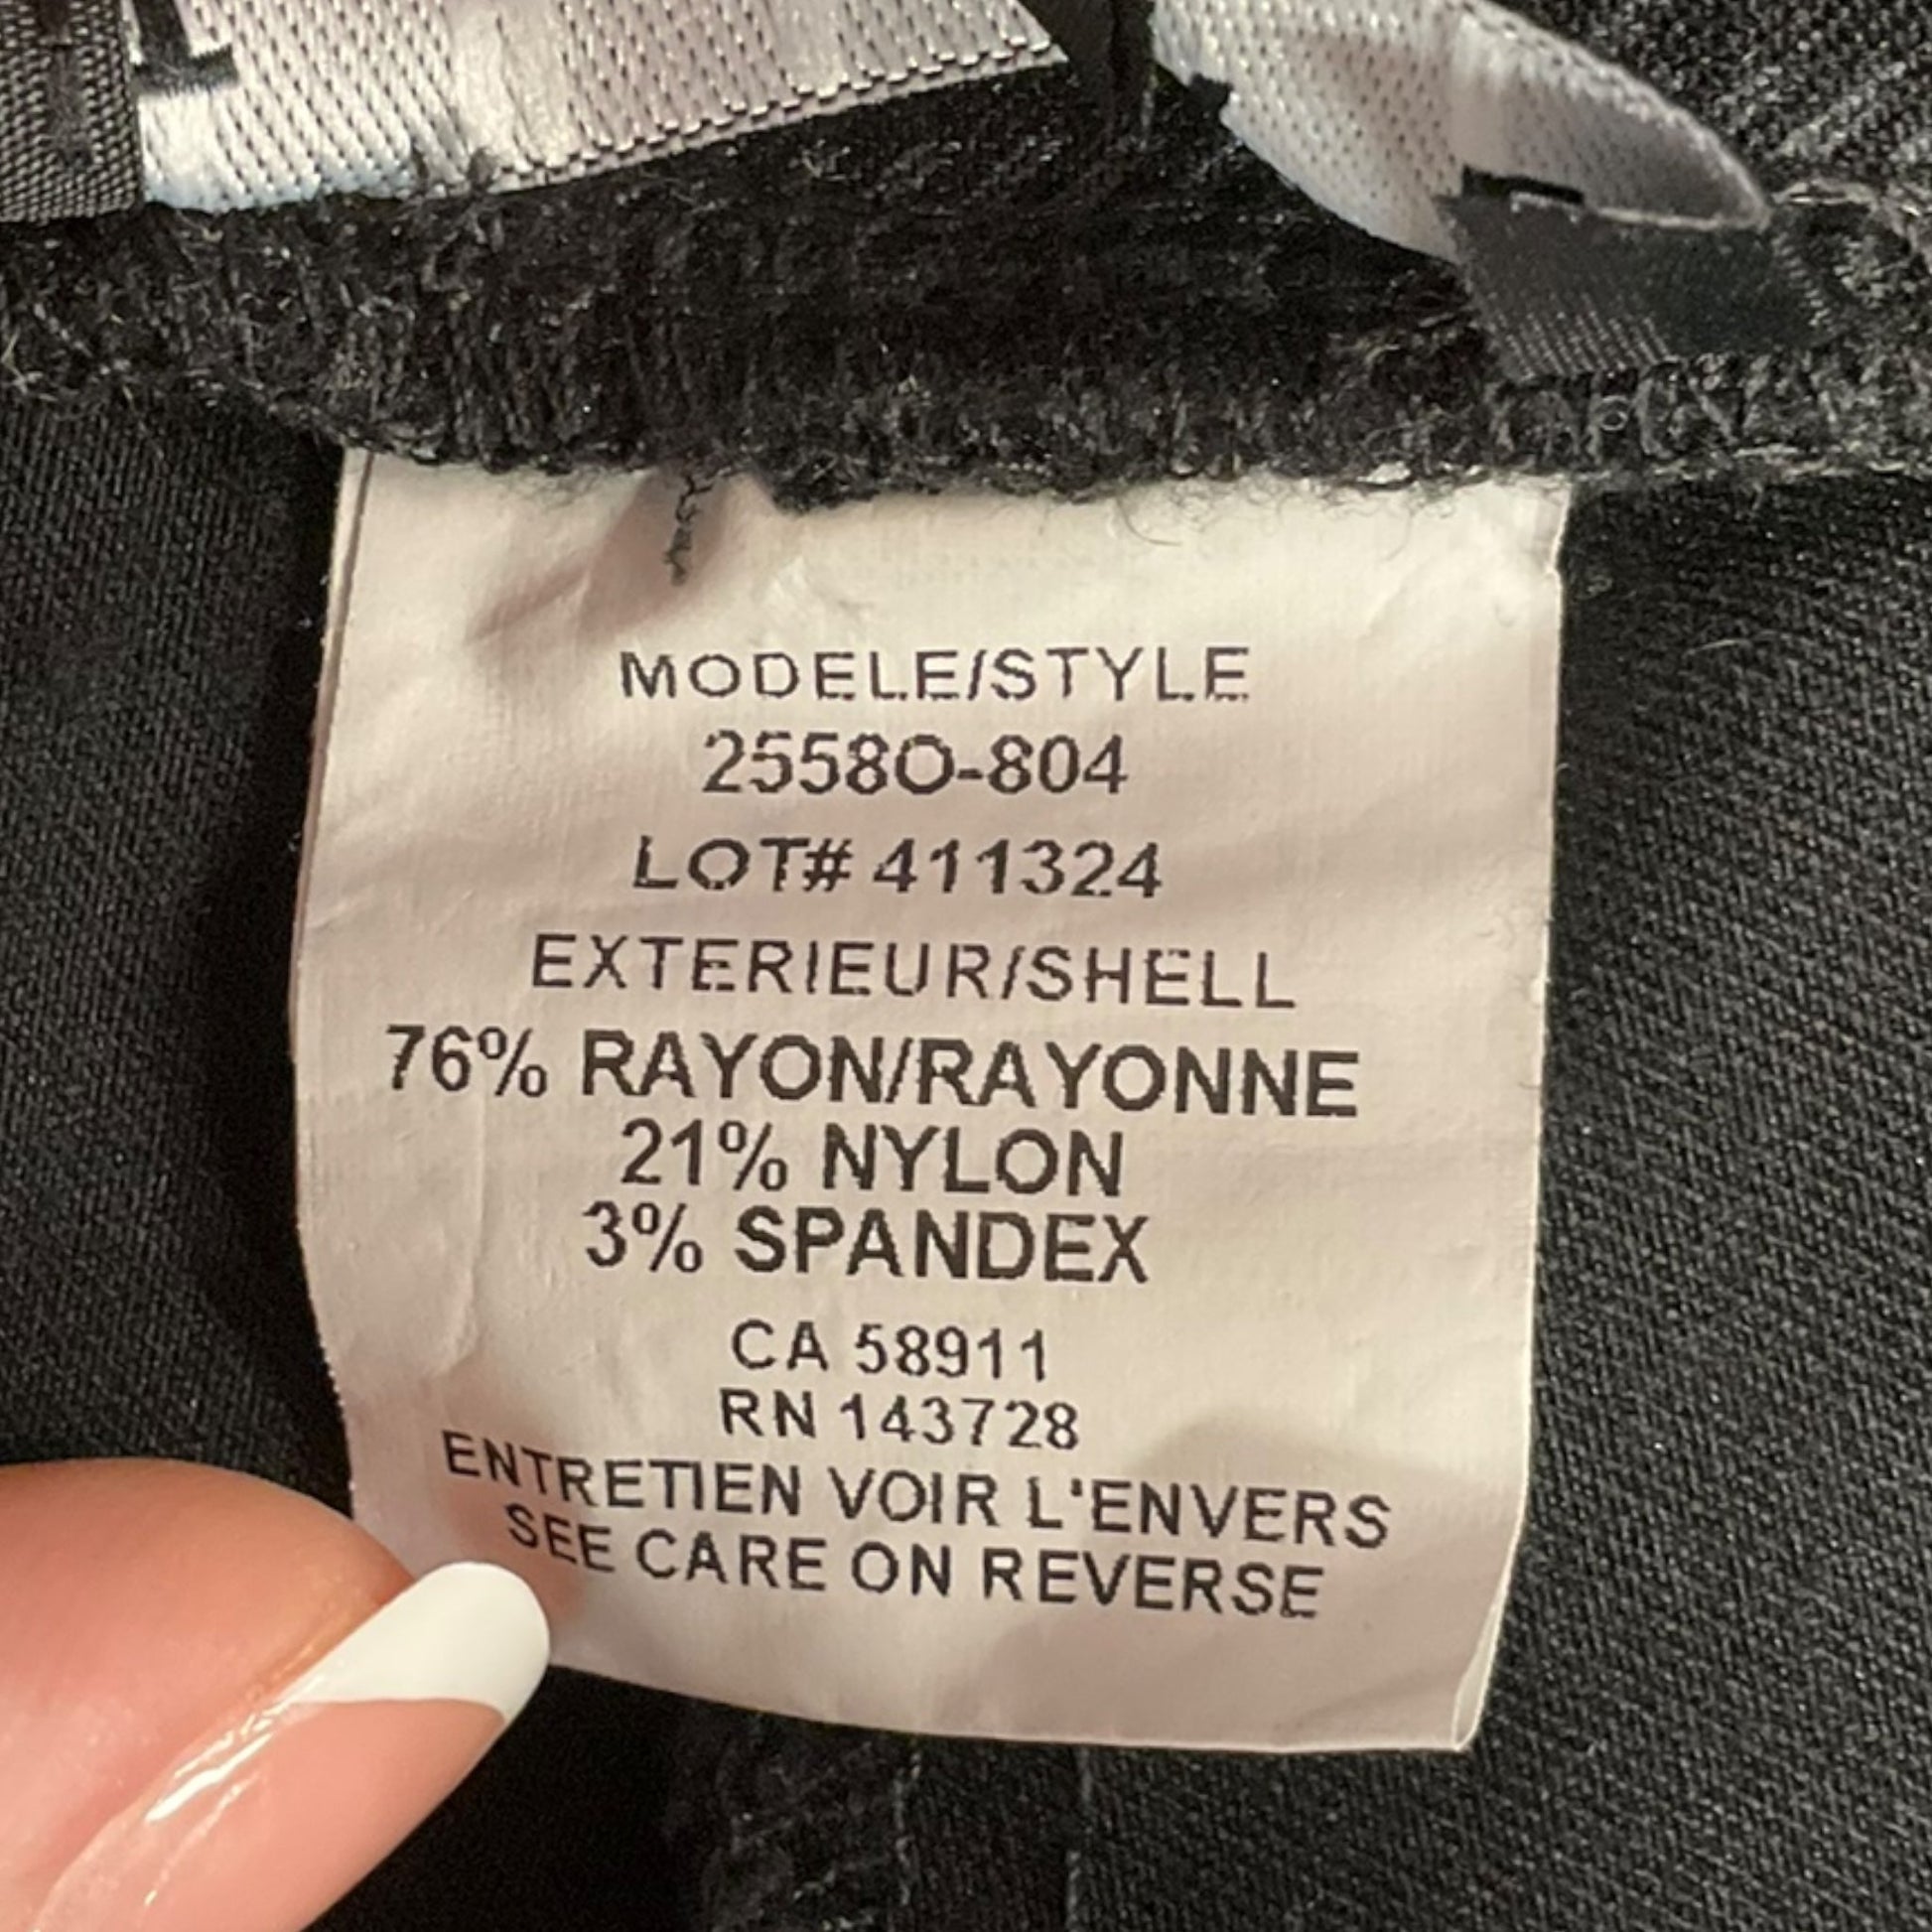 MODELE/STYLE
2558O-804
LOT# 411324
EXTERIEUR/SHELL
76% RAYON/RAYONNE
21% NYLON
3% SPANDEX
CA 58911
RN 143728
ENTRETIEN VOIR L'ENVERS
SEE CARE ON REVERSE